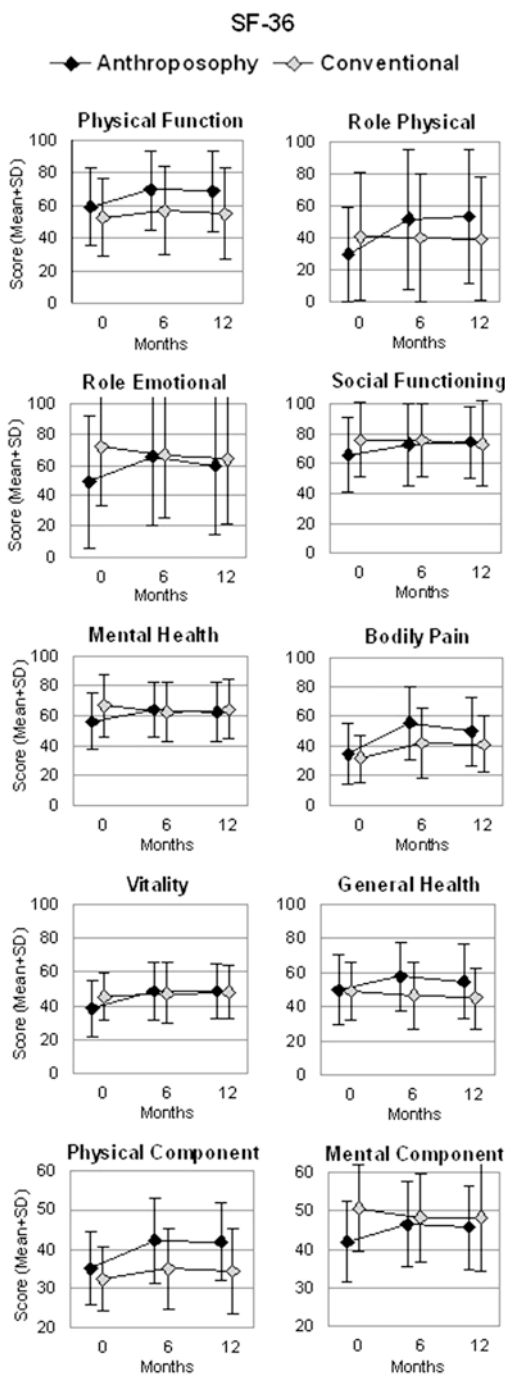 SF-36
Anthroposophy Conventional
Physical Function
Score (Mean+SD)
100
80
60
40
20
0
0 6 12
Months
Role Physical
100
80
60
40
20
0
0 6 12
Months
Role Emotional
Score (Mean+SD)
100
80
60
40
20
0
0 6 12
Months
Social Functioning
100
80
60
40
20
0
0 6 12
Months
Mental Health
Score (Mean+SD)
100
80
60
40
20
0
0 6 12
Months
Bodily Pain
100
80
60
40
20
0
0 6 12
Months
Vitality
Score (Mean+SD)
100
80
60
40
20
0
0 6 12
Months
General Health
100
80
60
40
20
0
0 6 12
Months
Physical Component
Score (Mean+SD)
60
50
40
30
20
0 6 12
Months
Mental Component
60
50
40
30
20
0 6 12
Months